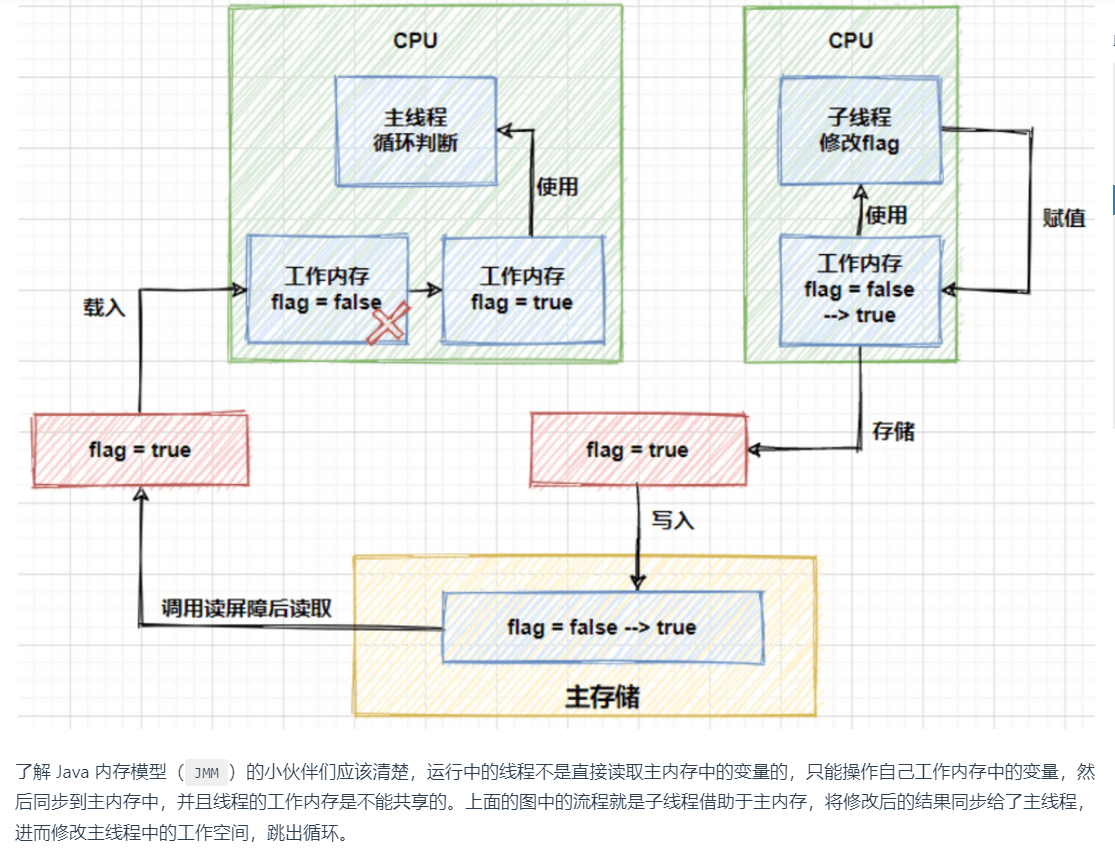 CPU
主线程
循环判断
使用
工作内存
flag = false
工作内存
flag = true
CPU
子线程
修改flag
使用
赋值
工作内存
flag = false
--> true
载入
flag = true
flag = true
存储
写入
调用读屏障后读取
flag = false --> true
主存储
了解 Java 内存模型（ JMM ）的小伙伴们应该清楚，运行中的线程不是直接读取主内存中的变量的，只能操作自己工作内存中的变量，然
后同步到主内存中，并且线程的工作内存是不能共享的。上面的图中的流程就是子线程借助于主内存，将修改后的结果同步给了主线程，
进而修改主线程中的工作空间，跳出循环。